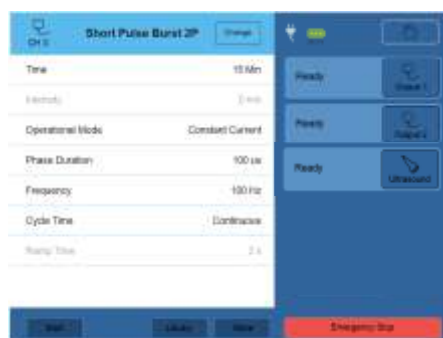 CH 2
Short Pulse Burst 2P
Change
Time 15 Min
Intensity 0 mA
Operational Mode Constant Current
Phase Duration 100 us
Frequency 100 Hz
Cycle Time Continuous
Ramp Time 2 s
Start
Library
Ready
Output 1
Ready
Output 2
Ready
Ultrasound
Emergency Stop